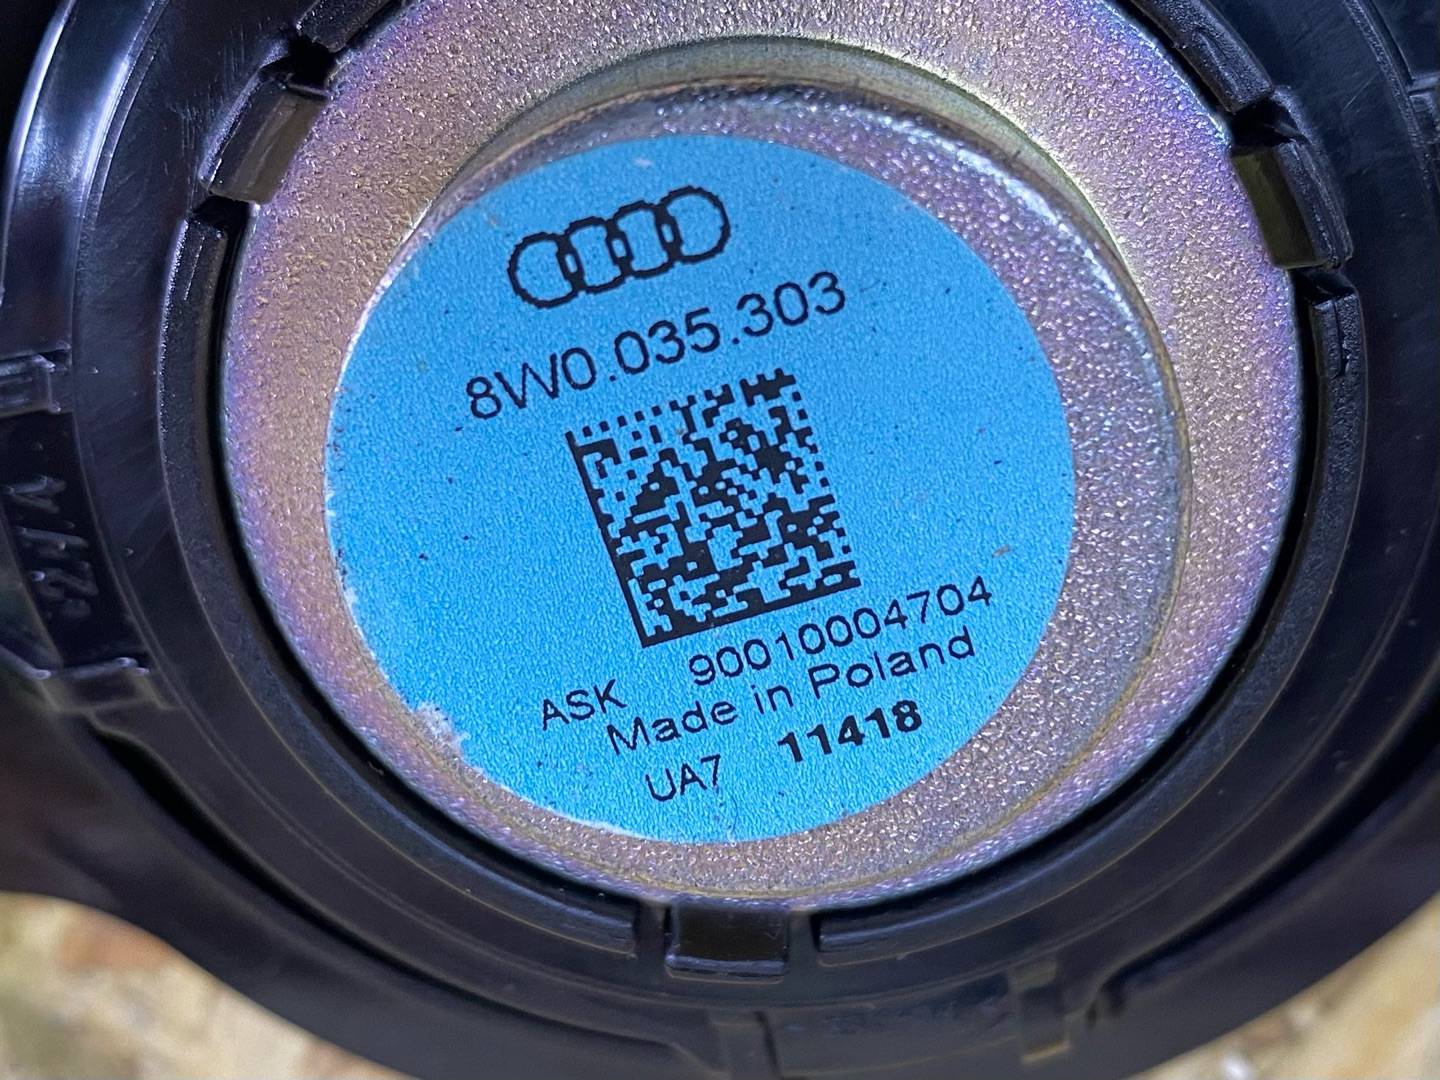 8W0.035.303
90010004704
ASK
Made in Poland
UA7 11418